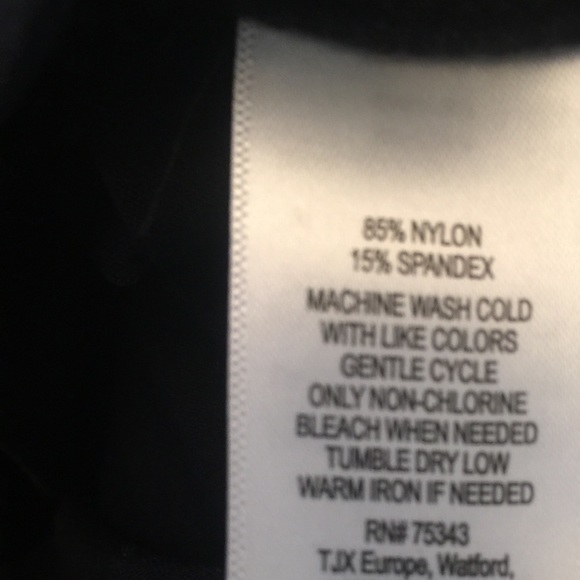 85% NYLON
15% SPANDEX
MACHINE WASH COLD
WITH LIKE COLORS
GENTLE CYCLE
ONLY NON-CHLORINE
BLEACH WHEN NEEDED
TUMBLE DRY LOW
WARM IRON IF NEEDED
RN# 75343
TJX Europe, Watford,